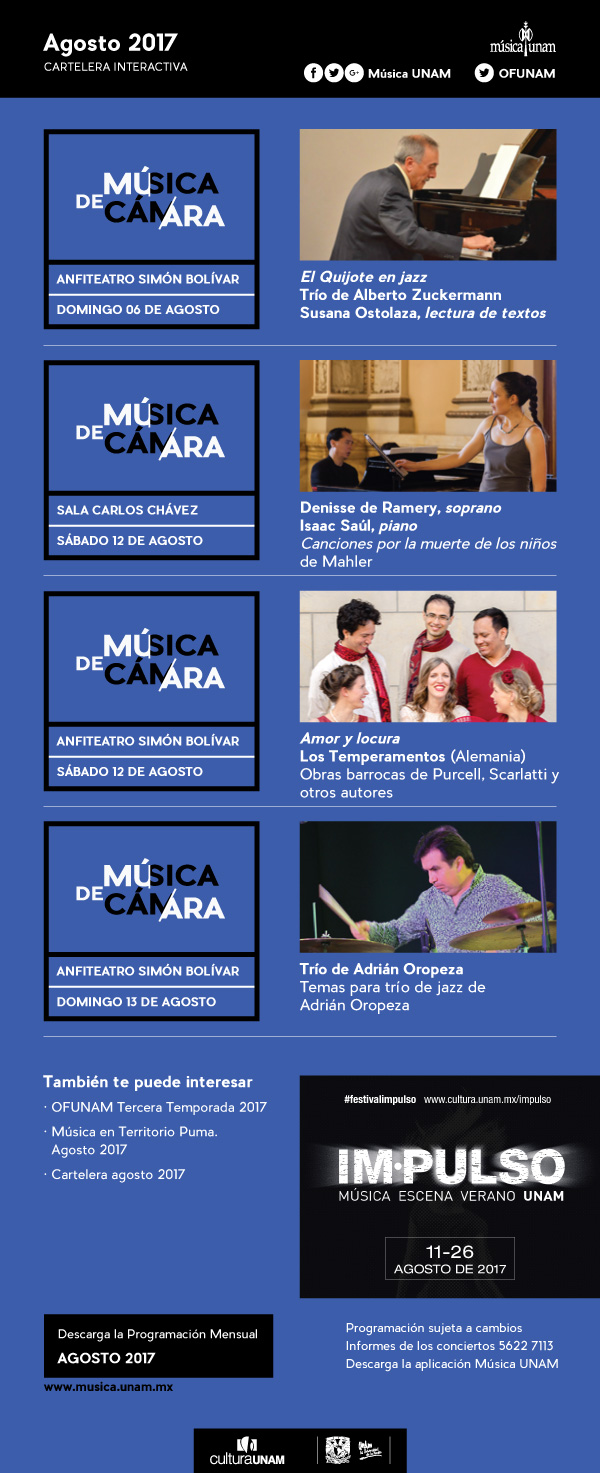 Agosto 2017
CARTELERA INTERACTIVA
música unam
f G+ Música UNAM
OFUNAM
DE MÚSICA
CÁMARA
ANFITEATRO SIMÓN BOLÍVAR
DOMINGO 06 DE AGOSTO
El Quijote en jazz
Trío de Alberto Zuckermann
Susana Ostolaza, lectura de textos
DE MÚSICA
CÁMARA
SALA CARLOS CHÁVEZ
SÁBADO 12 DE AGOSTO
Denisse de Ramery, soprano
Isaac Saúl, piano
Canciones por la muerte de los niños
de Mahler
DE MÚSICA
CÁMARA
ANFITEATRO SIMÓN BOLÍVAR
SÁBADO 12 DE AGOSTO
Amor y locura
Los Temperamentos (Alemania)
Obras barrocas de Purcell, Scarlatti y
otros autores
DE MÚSICA
CÁMARA
ANFITEATRO SIMÓN BOLÍVAR
DOMINGO 13 DE AGOSTO
Trío de Adrián Oropeza
Temas para trío de jazz de
Adrián Oropeza
También te puede interesar
· OFUNAM Tercera Temporada 2017
· Música en Territorio Puma.
Agosto 2017
· Cartelera agosto 2017
#festivalimpulso www.cultura.unam.mx/impulso
IM·PULSO
MÚSICA ESCENA VERANO UNAM
11-26
AGOSTO DE 2017
Descarga la Programación Mensual
AGOSTO 2017
www.musica.unam.mx
Programación sujeta a cambios
Informes de los conciertos 5622 7113
Descarga la aplicación Música UNAM
culturaUNAM